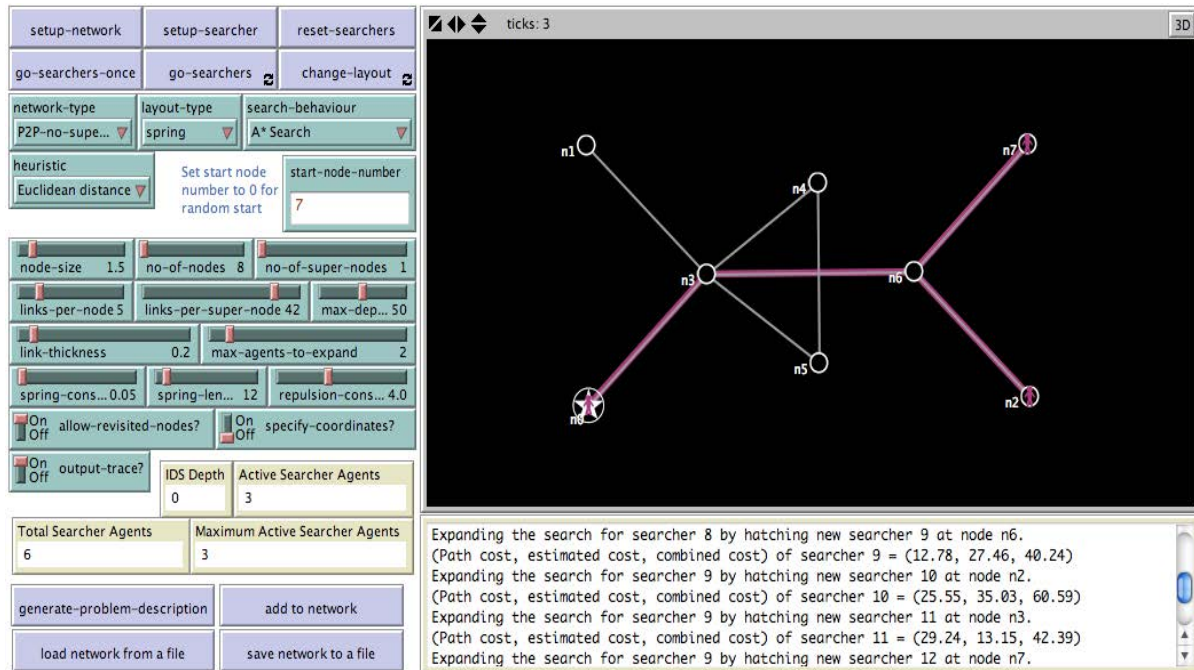 setup-network setup-searcher reset-searchers
go-searchers-once go-searchers change-layout
network-type layout-type search-behaviour
P2P-no-supe... spring A* Search
heuristic
Euclidean distance
Set start node
number to 0 for
random start
start-node-number
7
node-size 1.5 no-of-nodes 8 no-of-super-nodes 1
links-per-node 5 links-per-super-node 42 max-dep... 50
link-thickness 0.2 max-agents-to-expand 2
spring-cons... 0.05 spring-len... 12 repulsion-cons... 4.0
On
Off allow-revisited-nodes?
On
Off specify-coordinates?
On
Off output-trace?
IDS Depth
0
Active Searcher Agents
3
Total Searcher Agents
6
Maximum Active Searcher Agents
3
generate-problem-description add to network
load network from a file save network to a file
ticks: 3 3D
n1
n7
n4
n3
n6
n5
n0
n2
Expanding the search for searcher 8 by hatching new searcher 9 at node n6.
(Path cost, estimated cost, combined cost) of searcher 9 = (12.78, 27.46, 40.24)
Expanding the search for searcher 9 by hatching new searcher 10 at node n2.
(Path cost, estimated cost, combined cost) of searcher 10 = (25.55, 35.03, 60.59)
Expanding the search for searcher 9 by hatching new searcher 11 at node n3.
(Path cost, estimated cost, combined cost) of searcher 11 = (29.24, 13.15, 42.39)
Expanding the search for searcher 9 by hatching new searcher 12 at node n7.